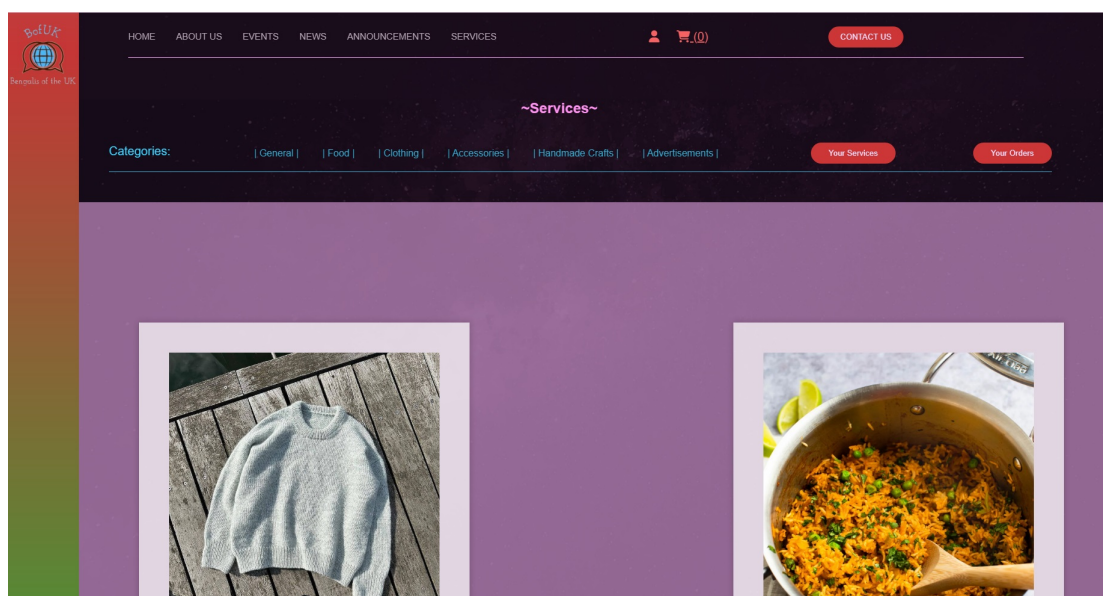 BofUK
Bengalis of the UK
HOME ABOUT US EVENTS NEWS ANNOUNCEMENTS SERVICES (0) CONTACT US
~Services~
Categories: | General | | Food | | Clothing | | Accessories | | Handmade Crafts | | Advertisements | Your Services Your Orders